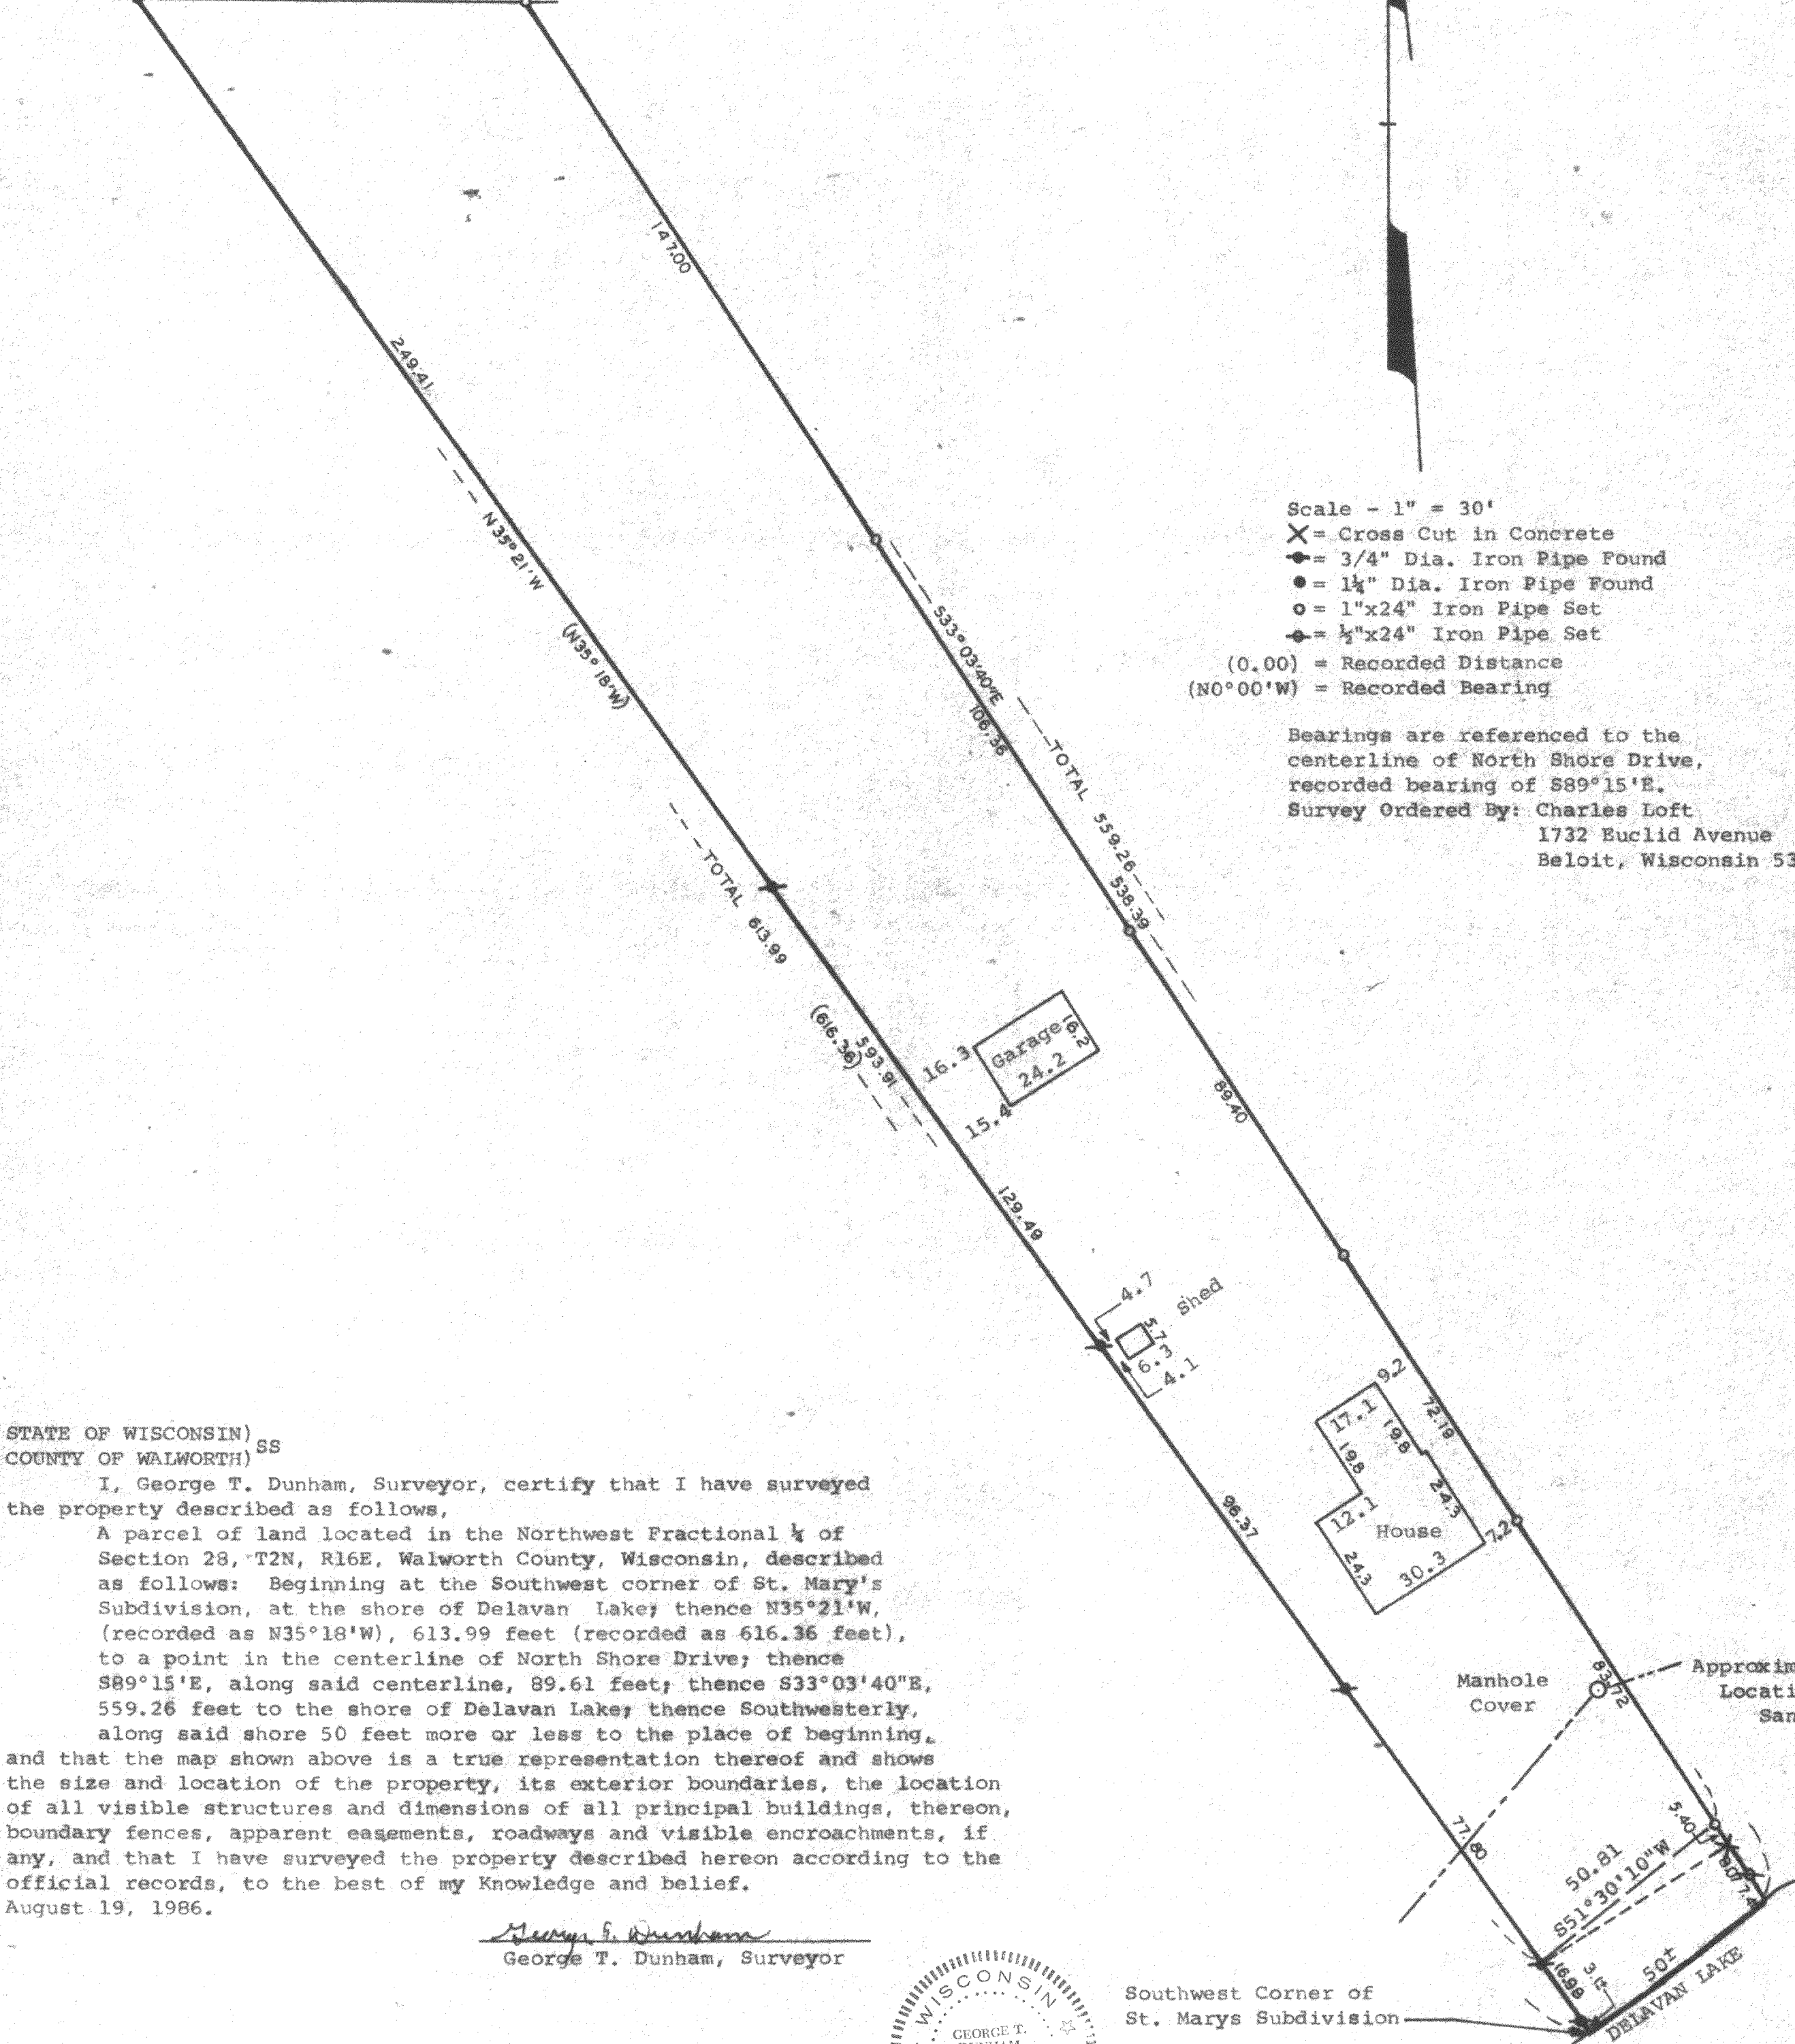 147.00
249.41
N35°21'W
(N35°18'W)
Scale - 1" = 30'
X = Cross Cut in Concrete
= 3/4" Dia. Iron Pipe Found
= 1¼" Dia. Iron Pipe Found
= 1"x24" Iron Pipe Set
= ½"x24" Iron Pipe Set
(0.00) = Recorded Distance
(N0°00'W) = Recorded Bearing
Bearings are referenced to the
centerline of North Shore Drive,
recorded bearing of S89°15'E.
Survey Ordered By: Charles Loft
1732 Euclid Avenue
Beloit, Wisconsin 53
S33°03'40"E
106.36
TOTAL 559.26
538.39
TOTAL 613.99
(616.36)
593.91
16.3
Garage
16.2
24.2
15.4
89.40
129.49
4.7
Shed
5.7
6.3
4.1
9.2
17.1
19.8
72.19
19.8
24.3
12.1
House
7.2
24.3
30.3
96.37
Manhole
Cover
83.72
Approxim
Locati
San
77.80
5.40
50.81
S51°30'10"W
16.98
50±
DELAVAN LAKE
Southwest Corner of
St. Marys Subdivision
STATE OF WISCONSIN)
SS
COUNTY OF WALWORTH)
I, George T. Dunham, Surveyor, certify that I have surveyed
the property described as follows,
A parcel of land located in the Northwest Fractional ¼ of
Section 28, T2N, R16E, Walworth County, Wisconsin, described
as follows: Beginning at the Southwest corner of St. Mary's
Subdivision, at the shore of Delavan Lake; thence N35°21'W,
(recorded as N35°18'W), 613.99 feet (recorded as 616.36 feet),
to a point in the centerline of North Shore Drive; thence
S89°15'E, along said centerline, 89.61 feet; thence S33°03'40"E,
559.26 feet to the shore of Delavan Lake; thence Southwesterly,
along said shore 50 feet more or less to the place of beginning.
and that the map shown above is a true representation thereof and shows
the size and location of the property, its exterior boundaries, the location
of all visible structures and dimensions of all principal buildings, thereon,
boundary fences, apparent easements, roadways and visible encroachments, if
any, and that I have surveyed the property described hereon according to the
official records, to the best of my Knowledge and belief.
August 19, 1986.
George T. Dunham
George T. Dunham, Surveyor
WISCONSIN
GEORGE T.